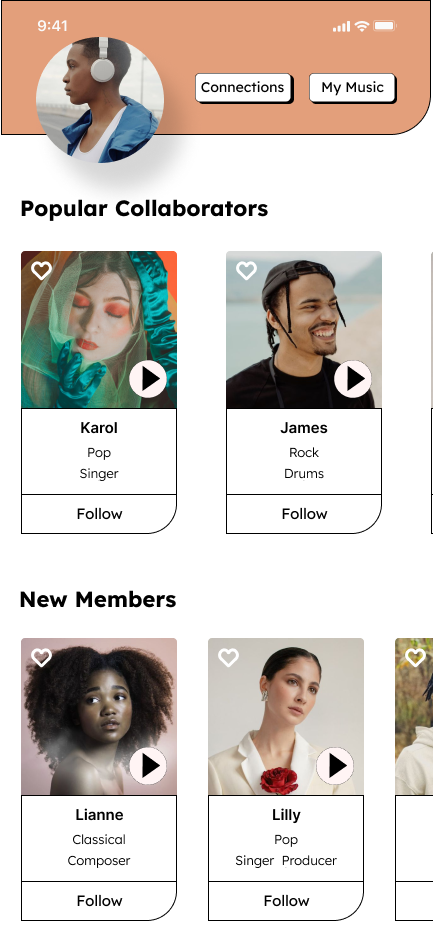 9:41
Connections
My Music
Popular Collaborators
Karol
Pop
Singer
Follow
James
Rock
Drums
Follow
New Members
Lianne
Classical
Composer
Follow
Lilly
Pop
Singer Producer
Follow